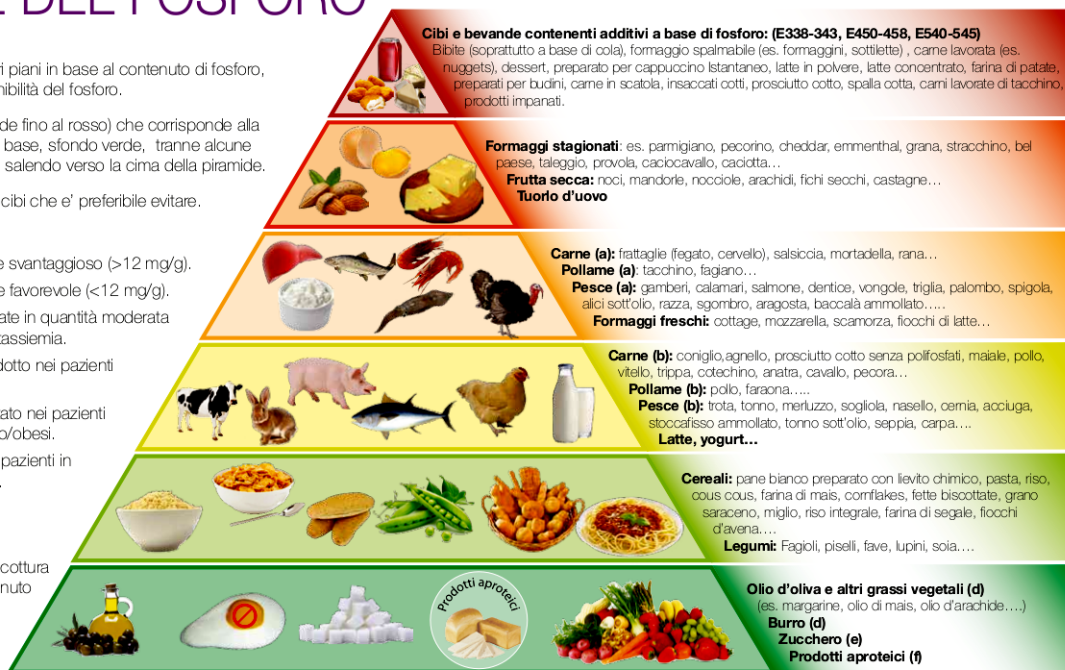 E DEL FOSFORO
ri piani in base al contenuto di fosforo,
nibilità del fosforo.
de fino al rosso) che corrisponde alla
base, sfondo verde, tranne alcune
salendo verso la cima della piramide.
cibi che e' preferibile evitare.
e svantaggioso (>12 mg/g).
e favorevole (<12 mg/g).
ate in quantità moderata
tassiemia.
dotto nei pazienti
ato nei pazienti
o/obesi.
pazienti in
cottura
nuto
Cibi e bevande contenenti additivi a base di fosforo: (E338-343, E450-458, E540-545)
Bibite (soprattutto a base di cola), formaggio spalmabile (es. formaggini, sottilette) , carne lavorata (es.
nuggets), dessert, preparato per cappuccino Istantaneo, latte in polvere, latte concentrato, farina di patate,
preparati per budini, carne in scatola, insaccati cotti, prosciutto cotto, spalla cotta, carni lavorate di tacchino,
prodotti impanati.
Formaggi stagionati: es. parmigiano, pecorino, cheddar, emmenthal, grana, stracchino, bel
paese, taleggio, provola, caciocavallo, caciotta…
Frutta secca: noci, mandorle, nocciole, arachidi, fichi secchi, castagne…
Tuorlo d'uovo
Carne (a): frattaglie (fegato, cervello), salsiccia, mortadella, rana…
Pollame (a): tacchino, fagiano…
Pesce (a): gamberi, calamari, salmone, dentice, vongole, triglia, palombo, spigola,
alici sott'olio, razza, sgombro, aragosta, baccalà ammollato…..
Formaggi freschi: cottage, mozzarella, scamorza, fiocchi di latte…
Carne (b): coniglio,agnello, prosciutto cotto senza polifosfati, maiale, pollo,
vitello, trippa, cotechino, anatra, cavallo, pecora…
Pollame (b): pollo, faraona…..
Pesce (b): trota, tonno, merluzzo, sogliola, nasello, cernia, acciuga,
stoccafisso ammollato, tonno sott'olio, seppia, carpa….
Latte, yogurt…
Cereali: pane bianco preparato con lievito chimico, pasta, riso,
cous cous, farina di mais, cornflakes, fette biscottate, grano
saraceno, miglio, riso integrale, farina di segale, fiocchi
d'avena….
Legumi: Fagioli, piselli, fave, lupini, soia….
Prodotti aproteici
Olio d'oliva e altri grassi vegetali (d)
(es. margarine, olio di mais, olio d'arachide….)
Burro (d)
Zucchero (e)
Prodotti aproteici (f)